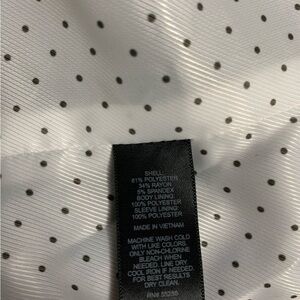 SHELL:
61% POLYESTER
34% RAYON
5% SPANDEX
BODY LINING:
100% POLYESTER
SLEEVE LINING:
100% POLYESTER
MADE IN VIETNAM
MACHINE WASH COLD
WITH LIKE COLORS.
ONLY NON-CHLORINE
BLEACH WHEN
NEEDED. LINE DRY
COOL IRON IF NEEDED.
FOR BEST RESULTS
DRY CLEAN.
RN#